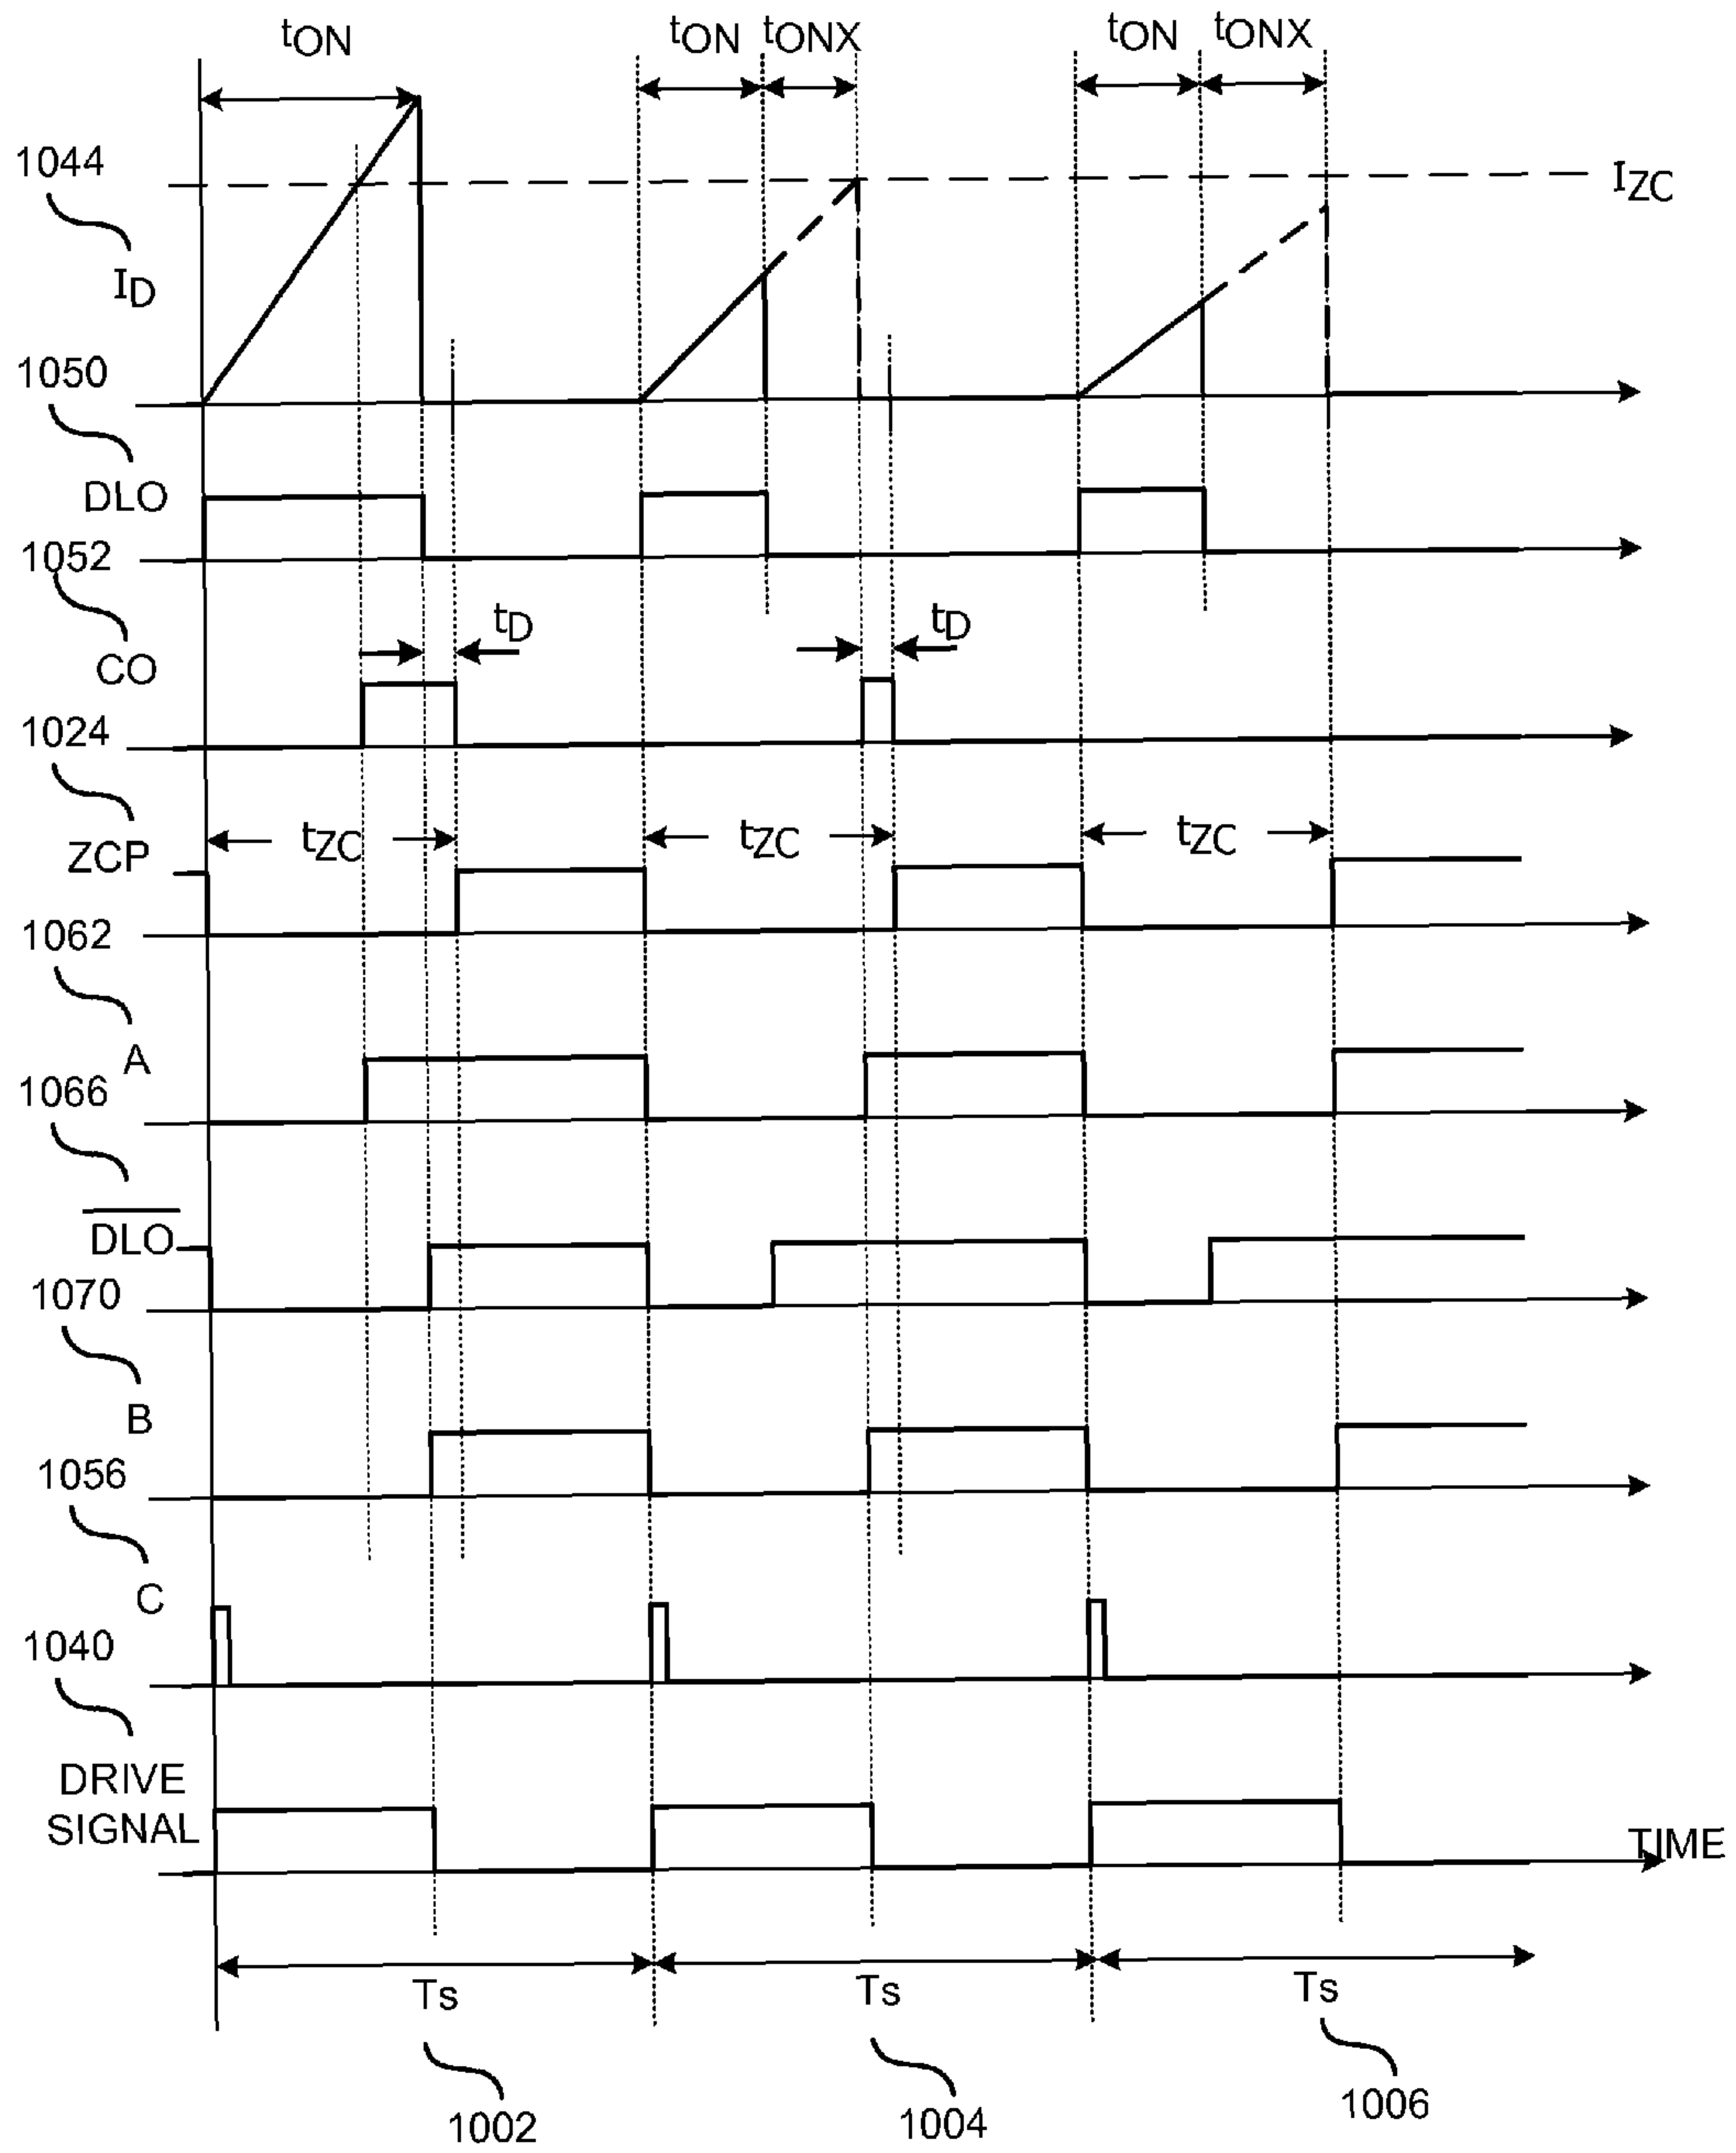 tON tON tONX tON tONX
1044
IZC
ID
1050
DLO
1052
tD tD
CO
1024
tZC tZC tZC
ZCP
1062
A
1066
DLO
1070
B
1056
C
1040
DRIVE
SIGNAL
TIME
Ts Ts Ts
1002 1004 1006